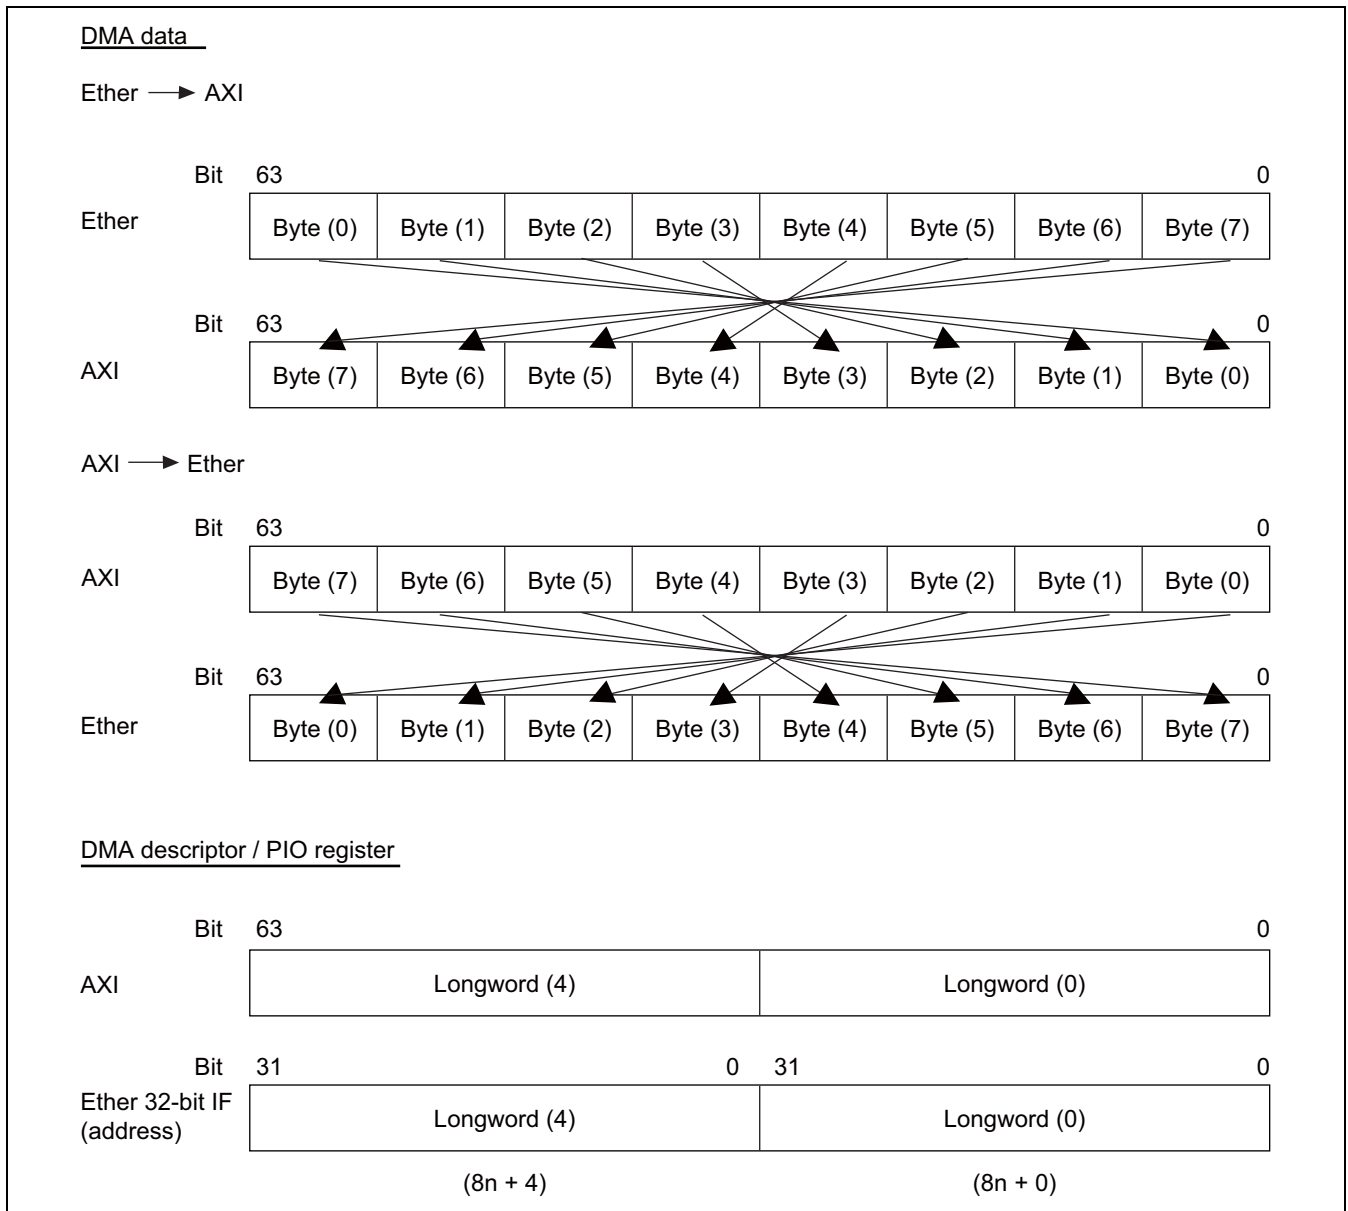 DMA data
Ether AXI
Bit 63 0
Ether Byte (0) Byte (1) Byte (2) Byte (3) Byte (4) Byte (5) Byte (6) Byte (7)
Bit 63 0
AXI Byte (7) Byte (6) Byte (5) Byte (4) Byte (3) Byte (2) Byte (1) Byte (0)
AXI Ether
Bit 63 0
AXI Byte (7) Byte (6) Byte (5) Byte (4) Byte (3) Byte (2) Byte (1) Byte (0)
Bit 63 0
Ether Byte (0) Byte (1) Byte (2) Byte (3) Byte (4) Byte (5) Byte (6) Byte (7)
DMA descriptor / PIO register
Bit 63 0
AXI Longword (4) Longword (0)
Bit 31 0 31 0
Ether 32-bit IF
(address) Longword (4) Longword (0)
(8n + 4) (8n + 0)